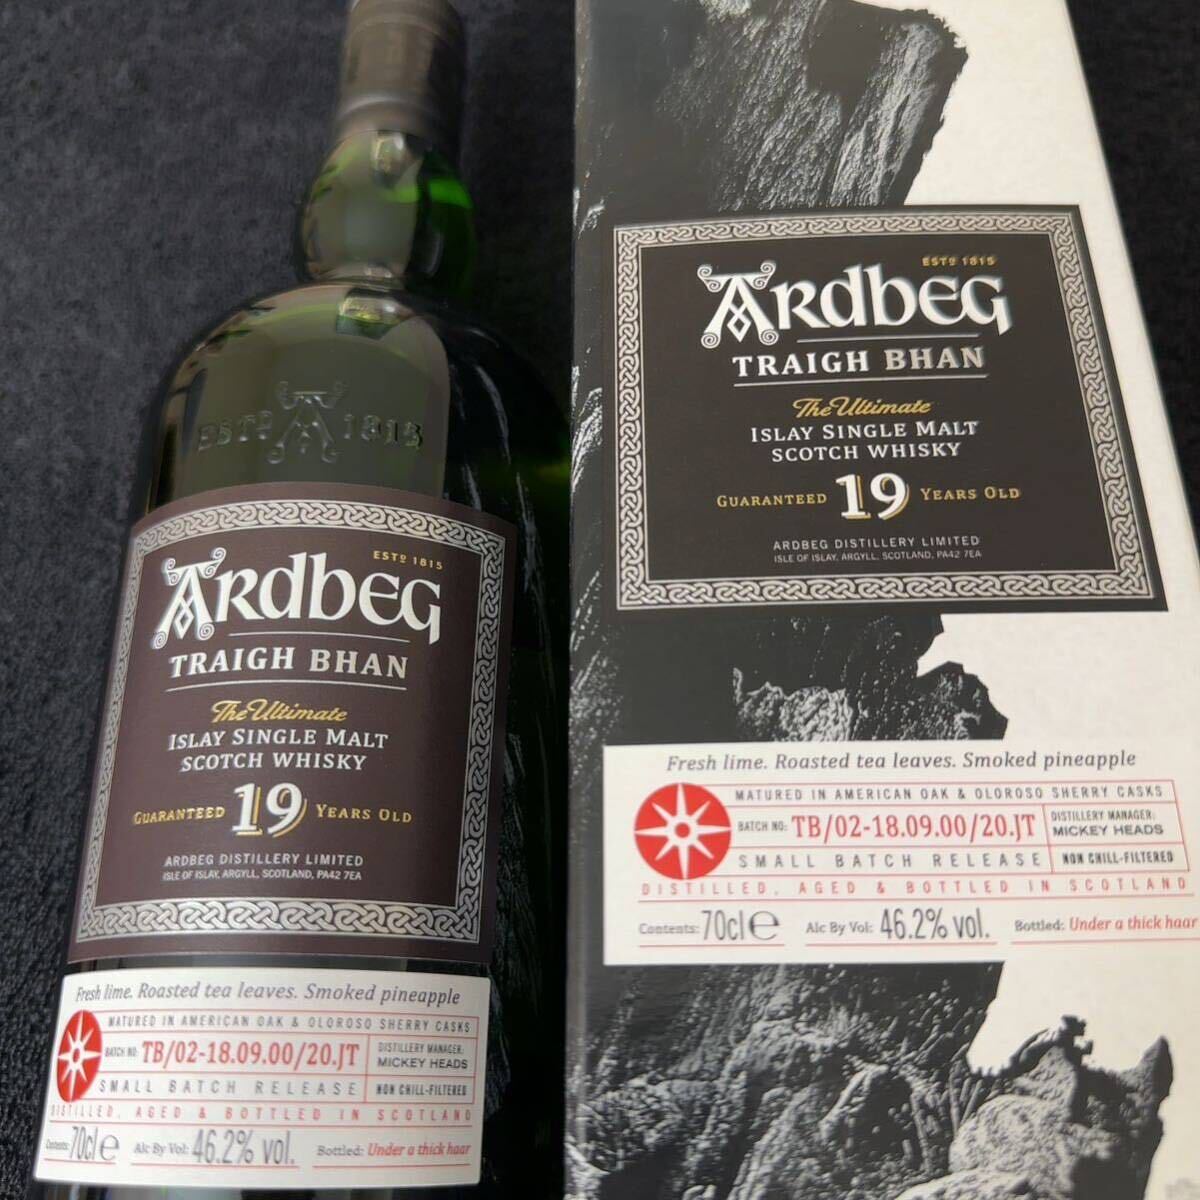 EST⁰ 1815
EST⁰ 1815
ARDBEG
TRAIGH BHAN
The Ultimate
ISLAY SINGLE MALT
SCOTCH WHISKY
GUARANTEED 19 YEARS OLD
ARDBEG DISTILLERY LIMITED
ISLE OF ISLAY, ARGYLL, SCOTLAND, PA42 7EA
Fresh lime. Roasted tea leaves. Smoked pineapple
MATURED IN AMERICAN OAK & OLOROSO SHERRY CASKS
BATCH NO: TB/02-18.09.00/20.JT
DISTILLERY MANAGER:
MICKEY HEADS
SMALL BATCH RELEASE
NON CHILL-FILTERED
DISTILLED, AGED & BOTTLED IN SCOTLAND
Contents: 70cl e Alc By Vol: 46.2% vol. Bottled: Under a thick haar
EST⁰ 1815
ARDBEG
TRAIGH BHAN
The Ultimate
ISLAY SINGLE MALT
SCOTCH WHISKY
GUARANTEED 19 YEARS OLD
ARDBEG DISTILLERY LIMITED
ISLE OF ISLAY, ARGYLL, SCOTLAND, PA42 7EA
Fresh lime. Roasted tea leaves. Smoked pineapple
MATURED IN AMERICAN OAK & OLOROSO SHERRY CASKS
BATCH NO: TB/02-18.09.00/20.JT
DISTILLERY MANAGER:
MICKEY HEADS
SMALL BATCH RELEASE
NON CHILL-FILTERED
DISTILLED, AGED & BOTTLED IN SCOTLAND
Contents: 70cl e Alc By Vol: 46.2% vol. Bottled: Under a thick haar